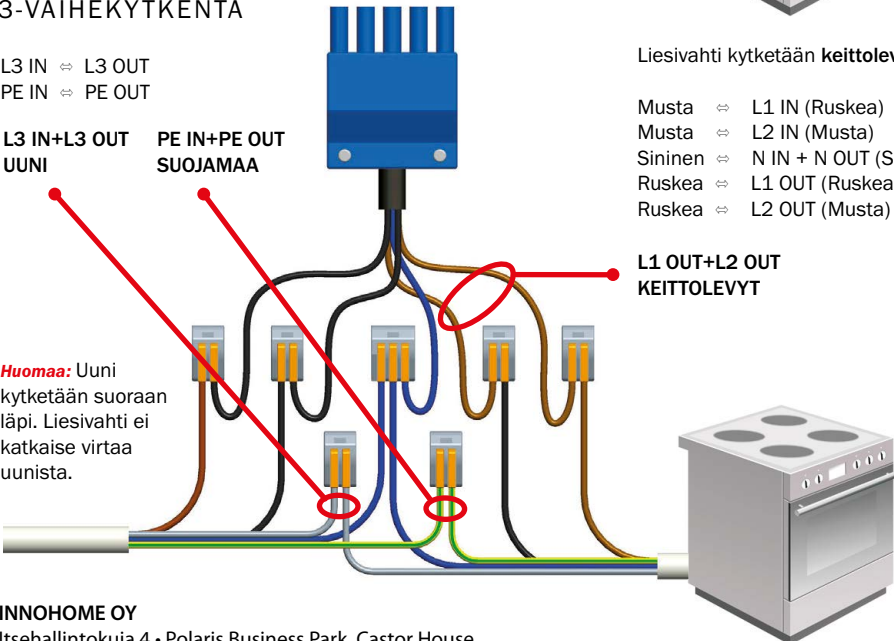 3-VAIHEKYTKENTÄ
L3 IN ⇔ L3 OUT
PE IN ⇔ PE OUT
L3 IN+L3 OUT
UUNI
PE IN+PE OUT
SUOJAMAA
Liesivahti kytketään
Musta ⇔ L1 IN (Ruskea)
Musta ⇔ L2 IN (Musta)
Sininen ⇔ N IN + N OUT
Ruskea ⇔ L1 OUT (Ruskea
Ruskea ⇔ L2 OUT (Musta)
L1 OUT+L2 OUT
KEITTOLEVYT
Huomaa: Uuni
kytketään suoraan
läpi. Liesivahti ei
katkaise virtaa
uunista.
INNOHOME OY
Itsehallintokuja 4 • Polaris Business Park, Castor House